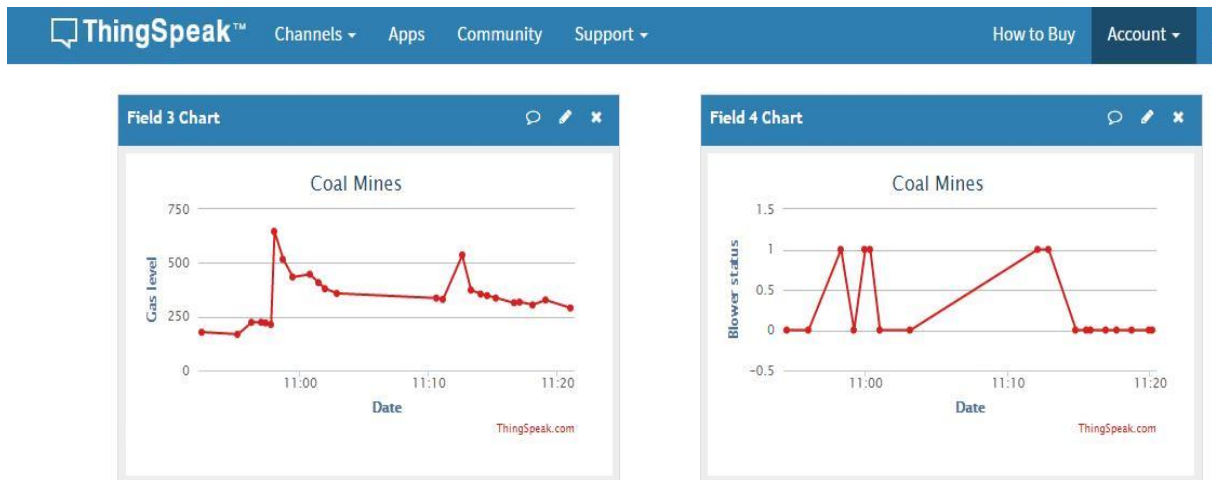 ThingSpeak™ Channels Apps Community Support How to Buy Account
Field 3 Chart
Coal Mines
750
500
250
0
Gas level
11:00 11:10 11:20
Date
ThingSpeak.com
Field 4 Chart
Coal Mines
1.5
1
0.5
0
-0.5
Blower status
11:00 11:10 11:20
Date
ThingSpeak.com